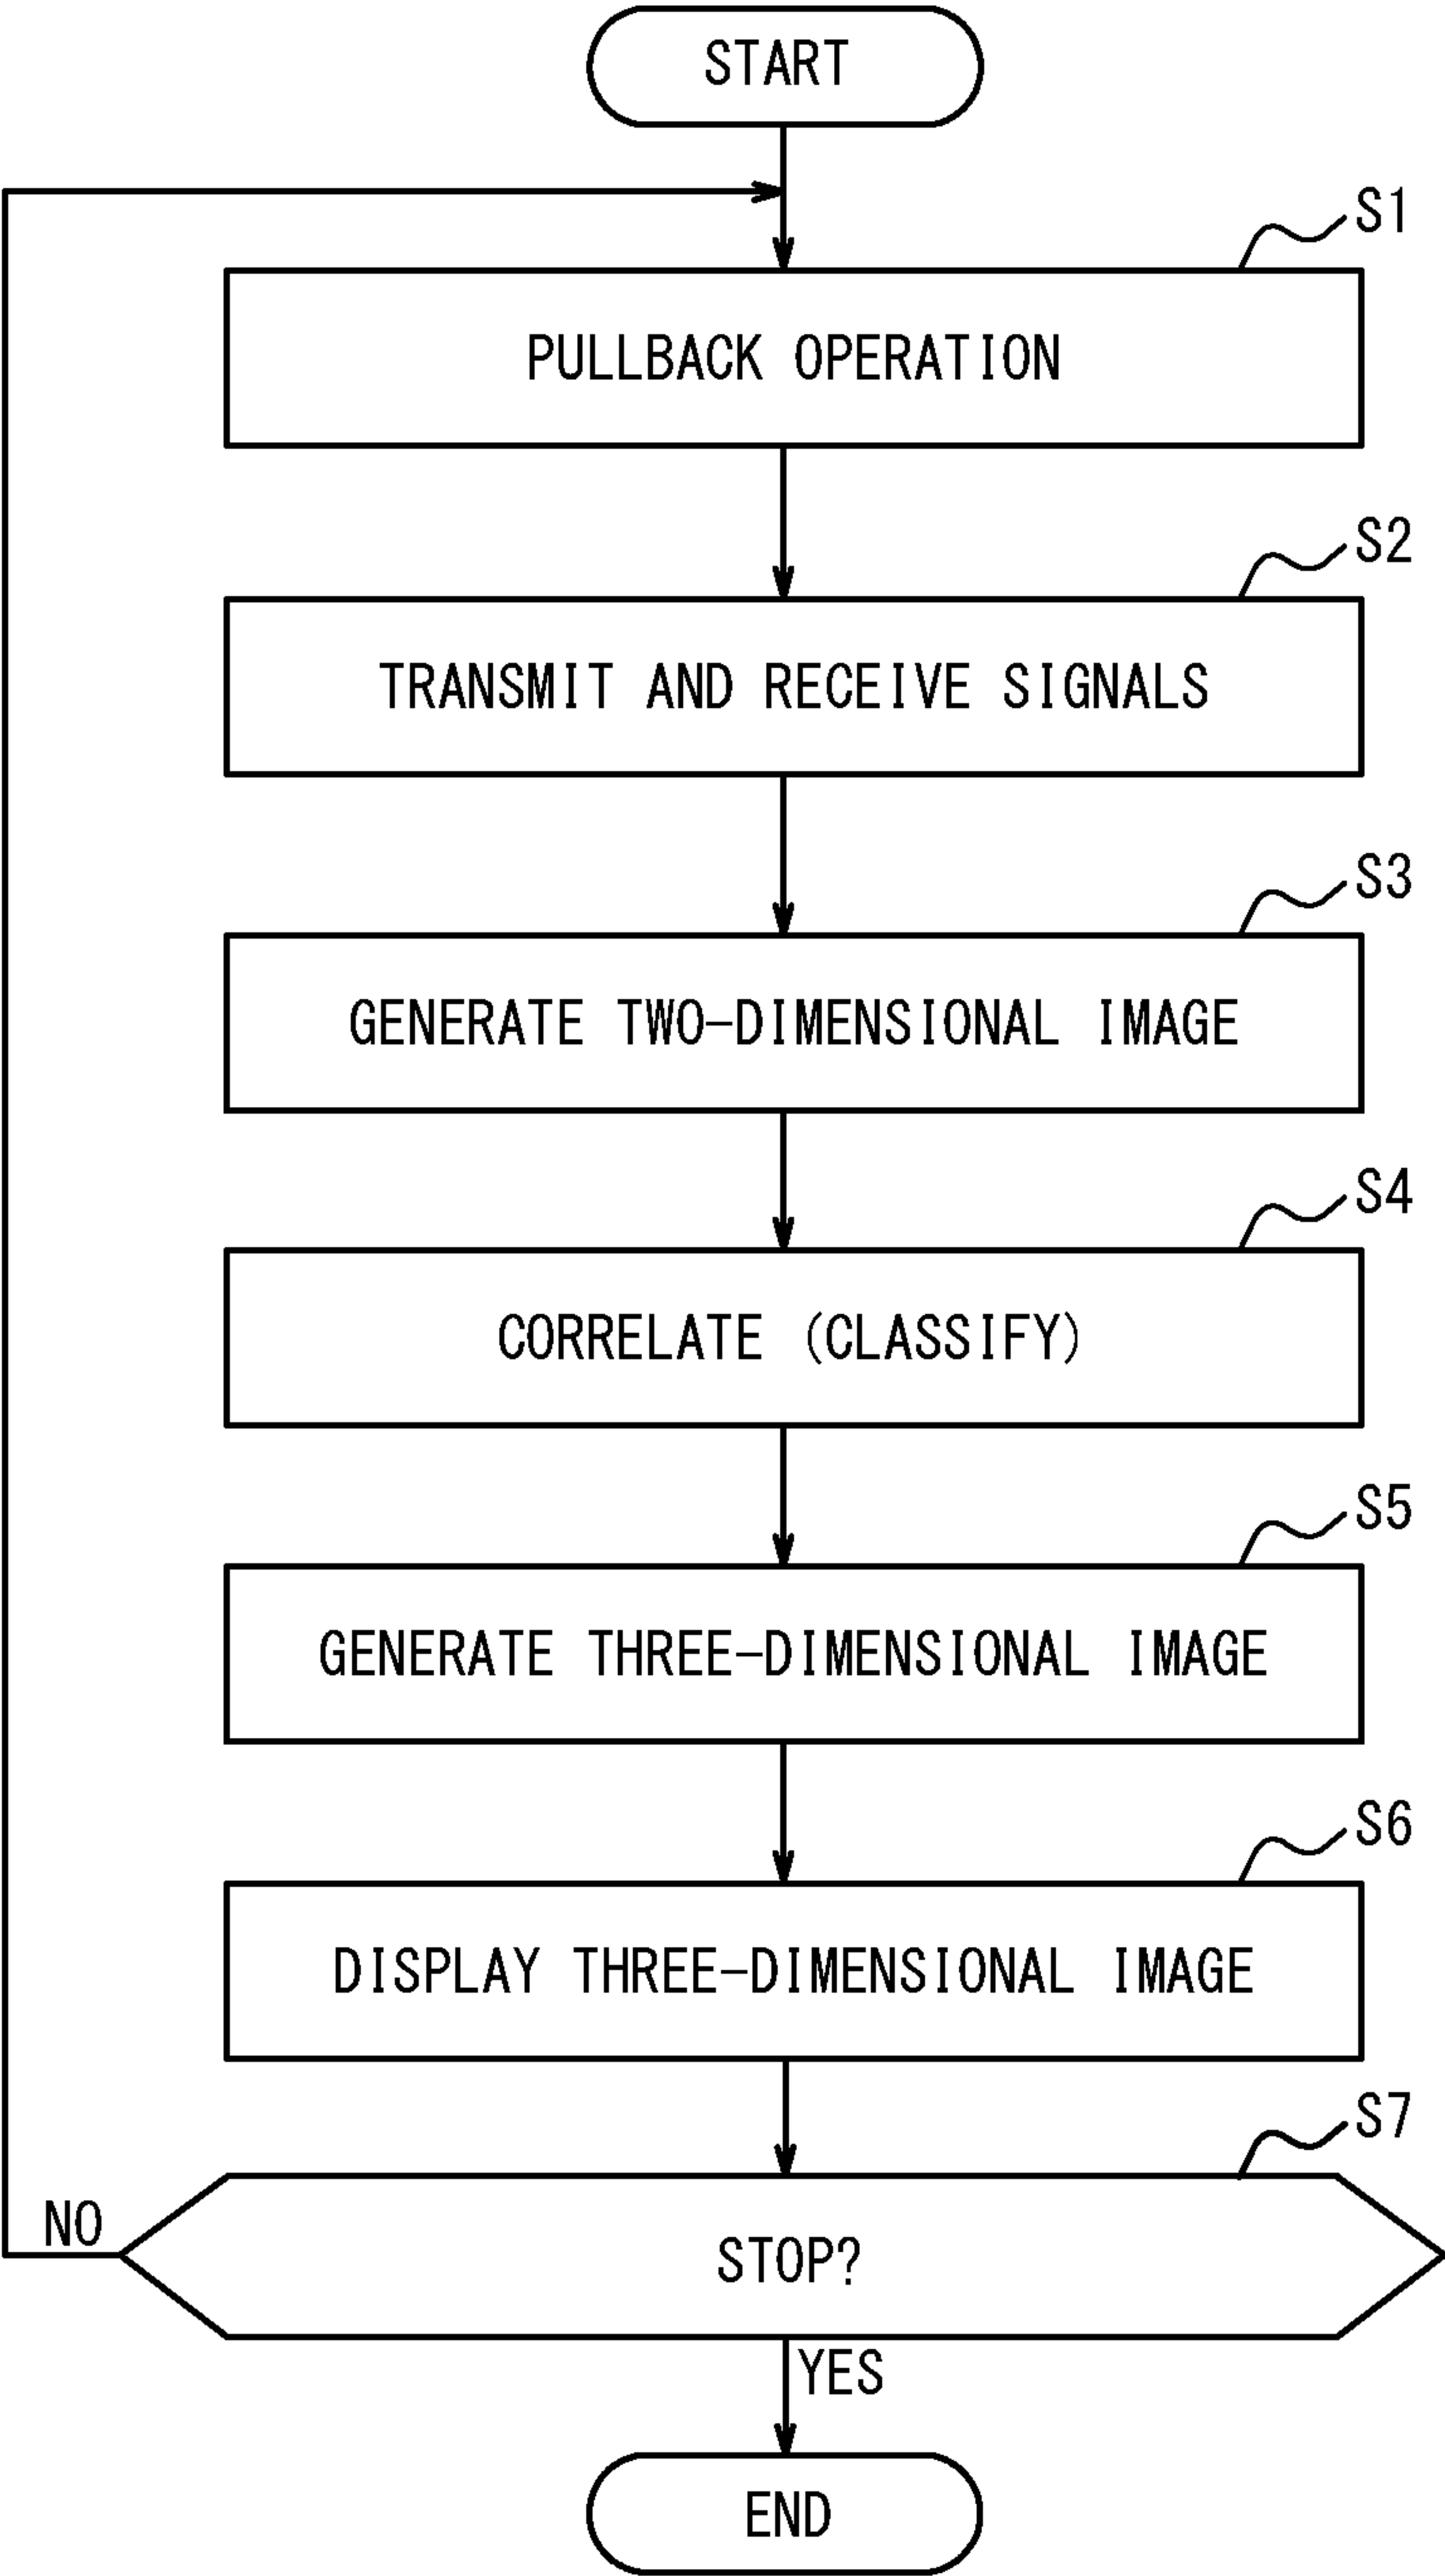 START
S1
PULLBACK OPERATION
S2
TRANSMIT AND RECEIVE SIGNALS
S3
GENERATE TWO-DIMENSIONAL IMAGE
S4
CORRELATE (CLASSIFY)
S5
GENERATE THREE-DIMENSIONAL IMAGE
S6
DISPLAY THREE-DIMENSIONAL IMAGE
S7
NO
STOP?
YES
END